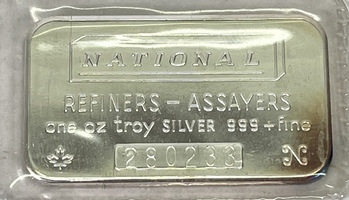 NATIONAL
REFINERS – ASSAYERS
one oz troy SILVER 999+fine
280233 N